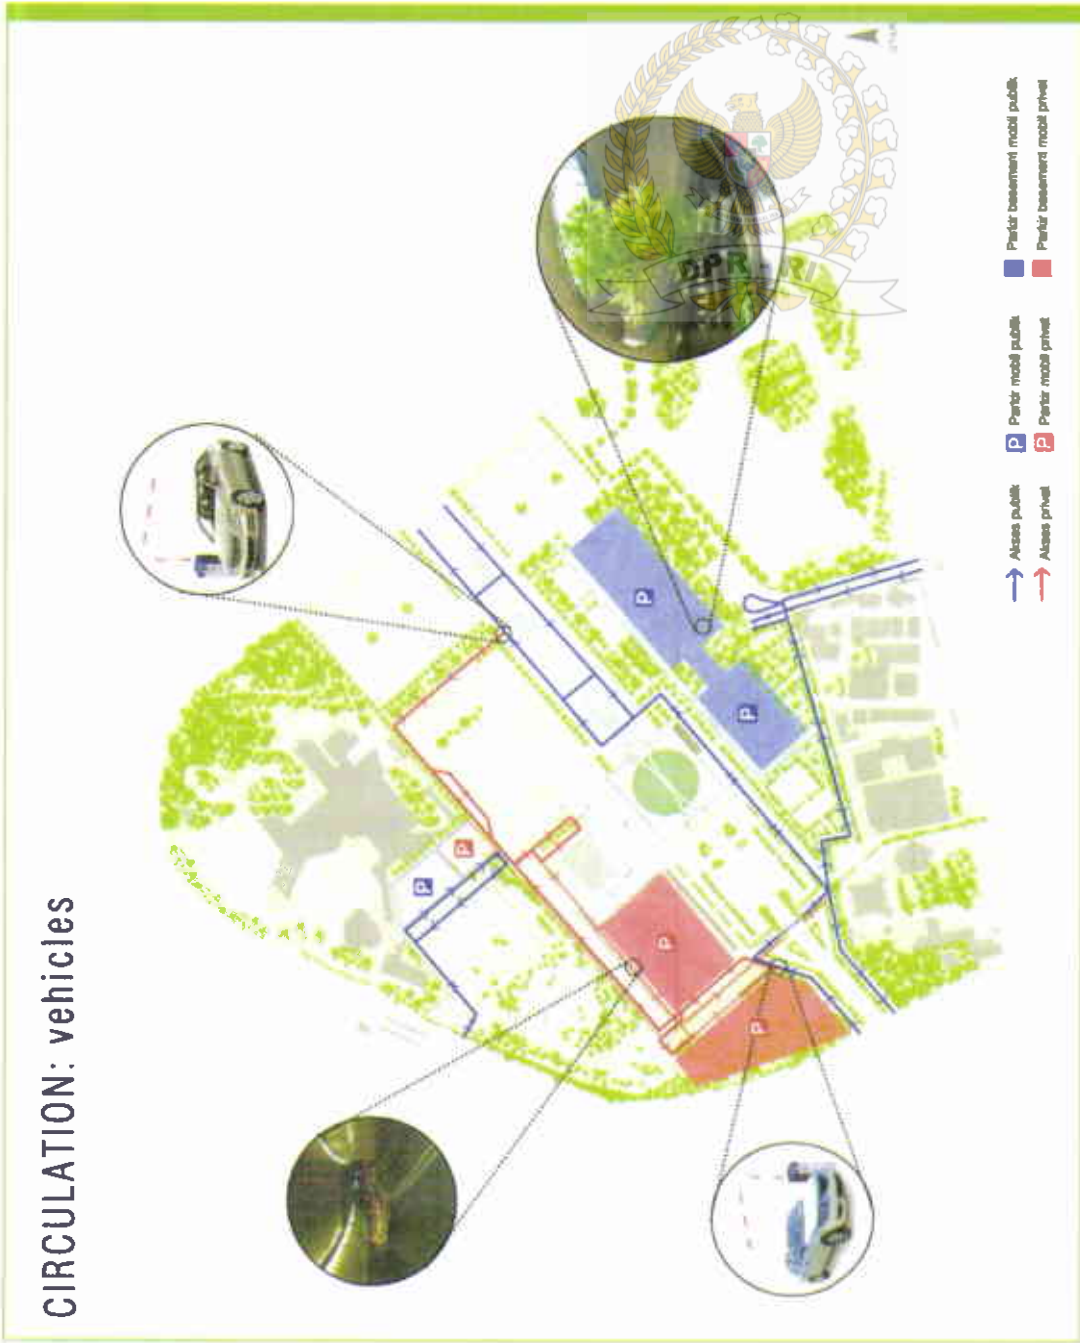 CIRCULATION: vehicles
P
P
P
P
P
P
DPR - RI
Akses publik
P Parkir mobil publik
Parkir basement mobil publik
Akses privat
P Parkir mobil privat
Parkir basement mobil privat